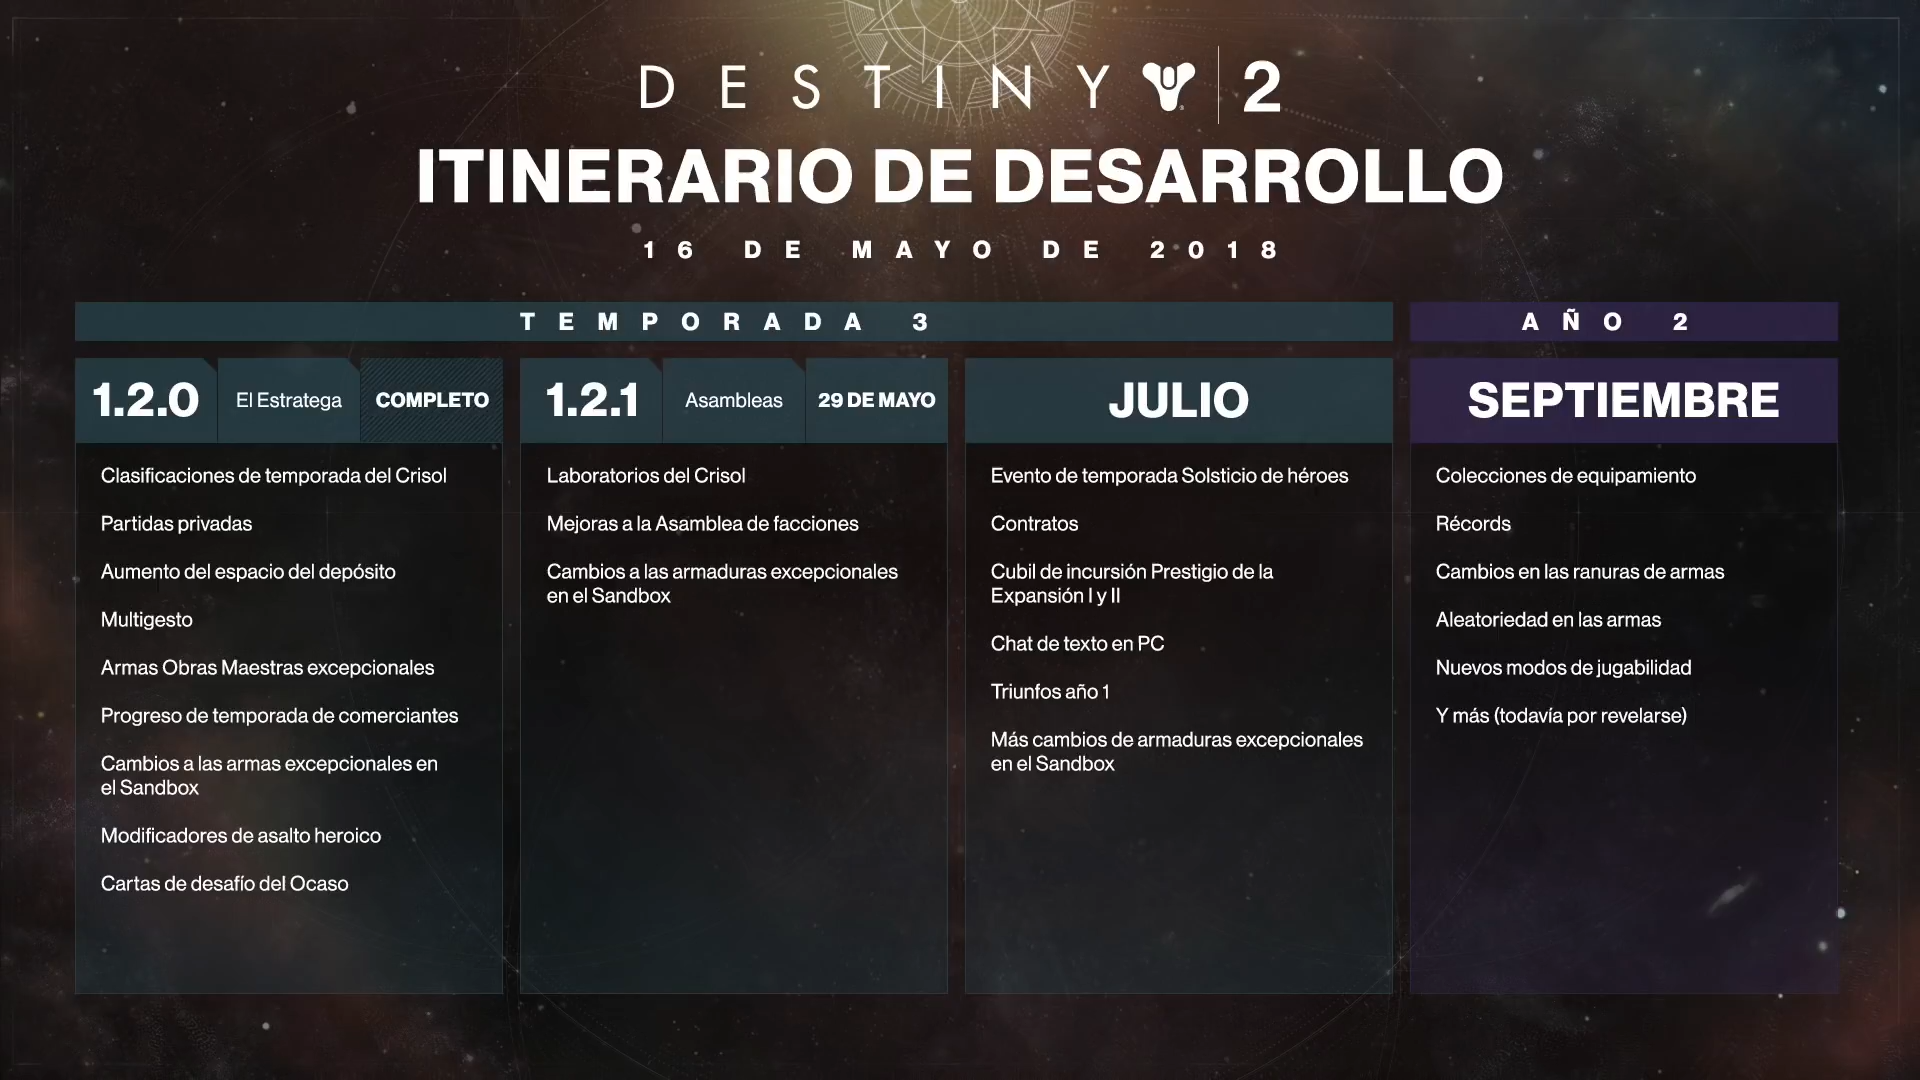 DESTINY 2
ITINERARIO DE DESARROLLO
16 DE MAYO DE 2018
TEMPORADA 3
AÑO 2
1.2.0 El Estratega COMPLETO
Clasificaciones de temporada del Crisol
Partidas privadas
Aumento del espacio del depósito
Multigesto
Armas Obras Maestras excepcionales
Progreso de temporada de comerciantes
Cambios a las armas excepcionales en
el Sandbox
Modificadores de asalto heroico
Cartas de desafío del Ocaso
1.2.1 Asambleas 29 DE MAYO
Laboratorios del Crisol
Mejoras a la Asamblea de facciones
Cambios a las armaduras excepcionales
en el Sandbox
JULIO
Evento de temporada Solsticio de héroes
Contratos
Cubil de incursión Prestigio de la
Expansión I y II
Chat de texto en PC
Triunfos año 1
Más cambios de armaduras excepcionales
en el Sandbox
SEPTIEMBRE
Colecciones de equipamiento
Récords
Cambios en las ranuras de armas
Aleatoriedad en las armas
Nuevos modos de jugabilidad
Y más (todavía por revelarse)